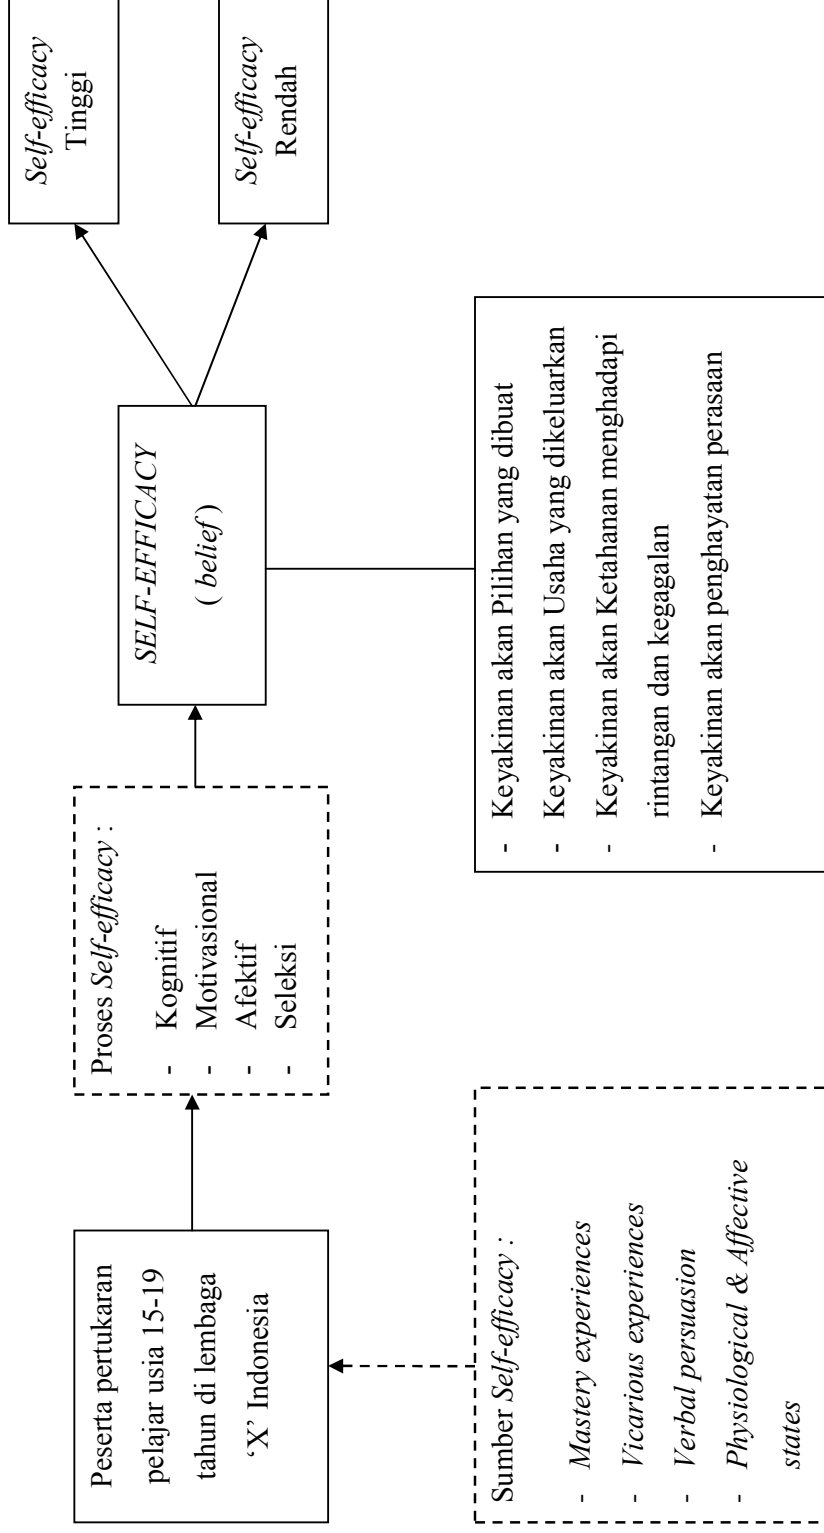 Peserta pertukaran
pelajar usia 15-19
tahun di lembaga
‘X’ Indonesia
Proses Self-efficacy :
- Kognitif
- Motivasional
- Afektif
- Seleksi
SELF-EFFICACY
( belief )
Self-efficacy
Tinggi
Self-efficacy
Rendah
Sumber Self-efficacy :
- Mastery experiences
- Vicarious experiences
- Verbal persuasion
- Physiological & Affective
states
- Keyakinan akan Pilihan yang dibuat
- Keyakinan akan Usaha yang dikeluarkan
- Keyakinan akan Ketahanan menghadapi
rintangan dan kegagalan
- Keyakinan akan penghayatan perasaan